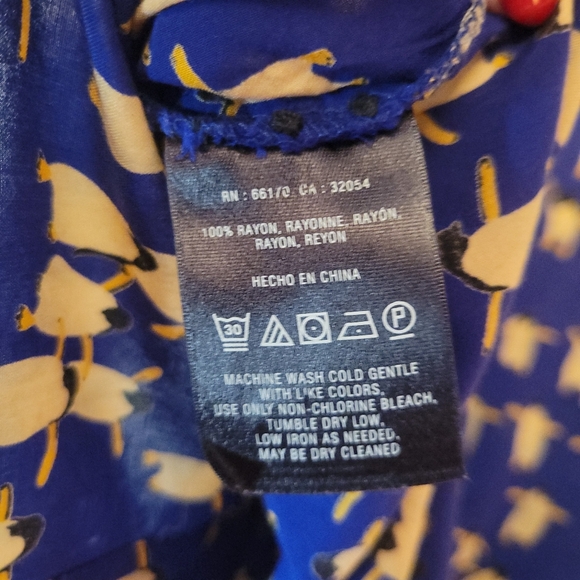 RN : 66170 CA : 32054
100% RAYON, RAYONNE, RAYÓN,
RAYON, REYON
HECHO EN CHINA
30 P
MACHINE WASH COLD GENTLE
WITH LIKE COLORS.
USE ONLY NON-CHLORINE BLEACH.
TUMBLE DRY LOW.
LOW IRON AS NEEDED.
MAY BE DRY CLEANED